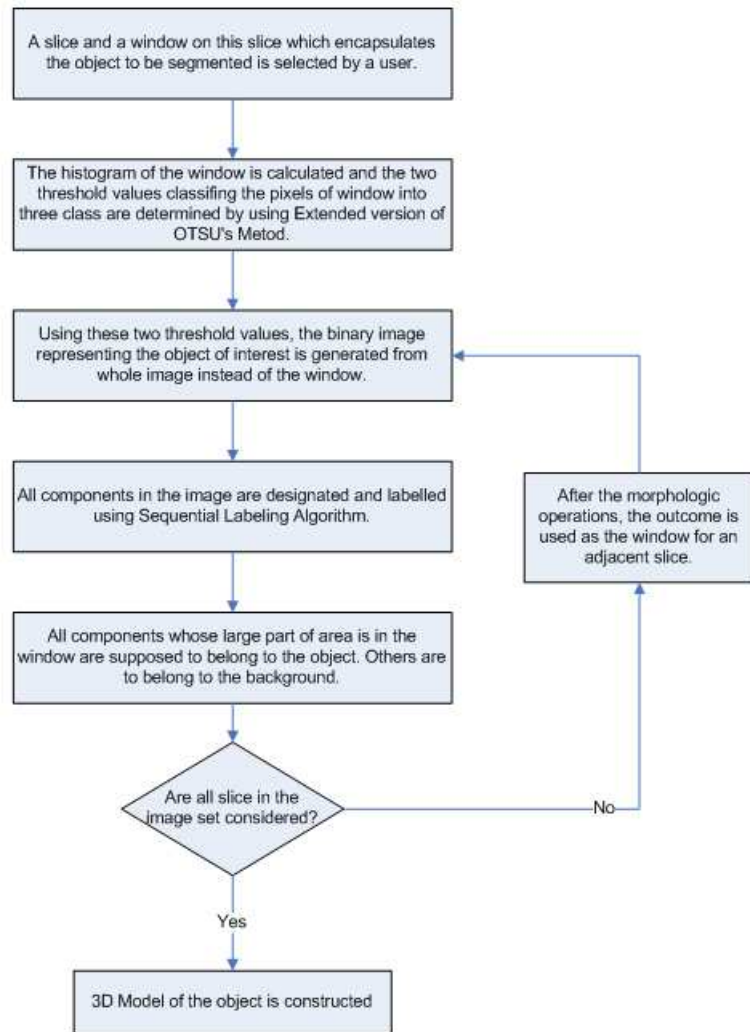 A slice and a window on this slice which encapsulates
the object to be segmented is selected by a user.
The histogram of the window is calculated and the two
threshold values classifing the pixels of window into
three class are determined by using Extended version of
OTSU's Metod.
Using these two threshold values, the binary image
representing the object of interest is generated from
whole image instead of the window.
All components in the image are designated and labelled
using Sequential Labeling Algorithm.
After the morphologic
operations, the outcome is
used as the window for an
adjacent slice.
All components whose large part of area is in the
window are supposed to belong to the object. Others are
to belong to the background.
Are all slice in the
image set considered?
No
Yes
3D Model of the object is constructed